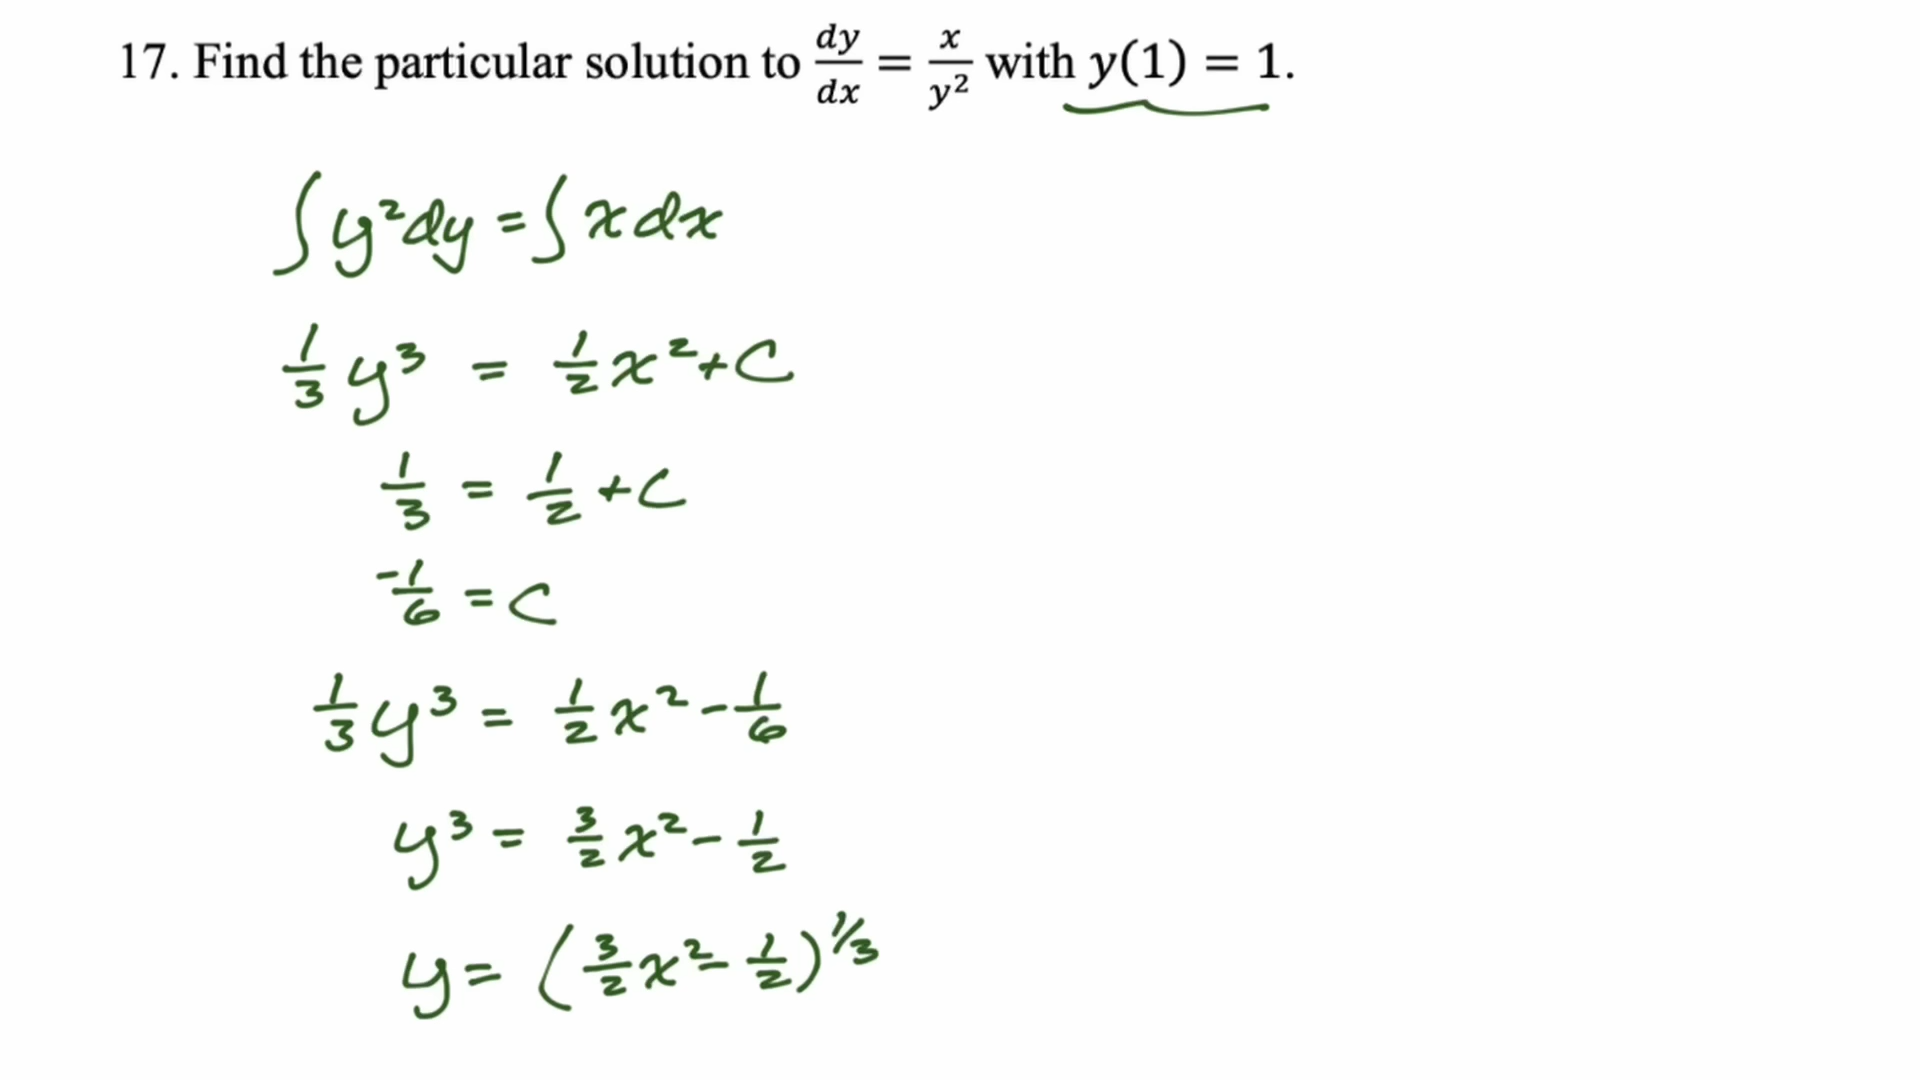 17. Find the particular solution to dy/dx = x/y² with y(1) = 1.
∫y²dy = ∫x dx
1/3 y³ = 1/2 x² + C
1/3 = 1/2 + C
-1/6 = C
1/3 y³ = 1/2 x² - 1/6
y³ = 3/2 x² - 1/2
y = (3/2 x² - 1/2)^1/3